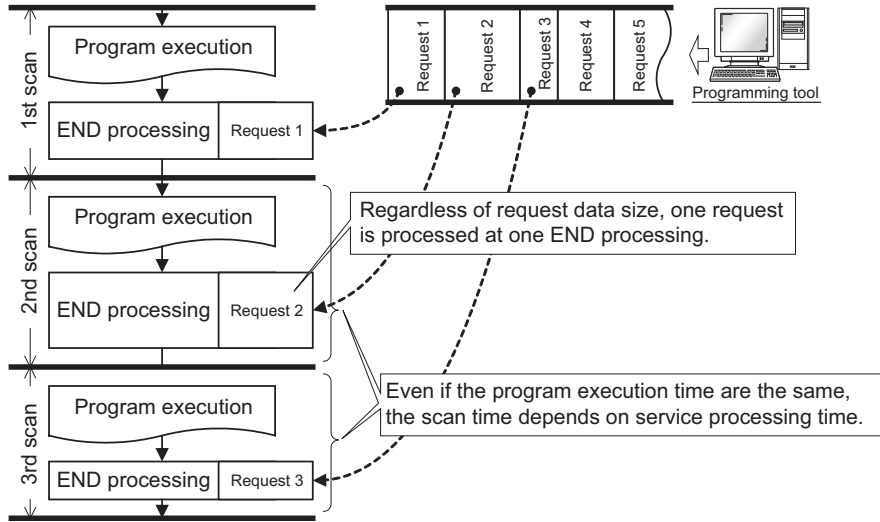 1st scan
Program execution
END processing
Request 1
Request 1
Request 2
Request 3
Request 4
Request 5
Programming tool
2nd scan
Program execution
END processing
Request 2
Regardless of request data size, one request
is processed at one END processing.
3rd scan
Program execution
END processing
Request 3
Even if the program execution time are the same,
the scan time depends on service processing time.